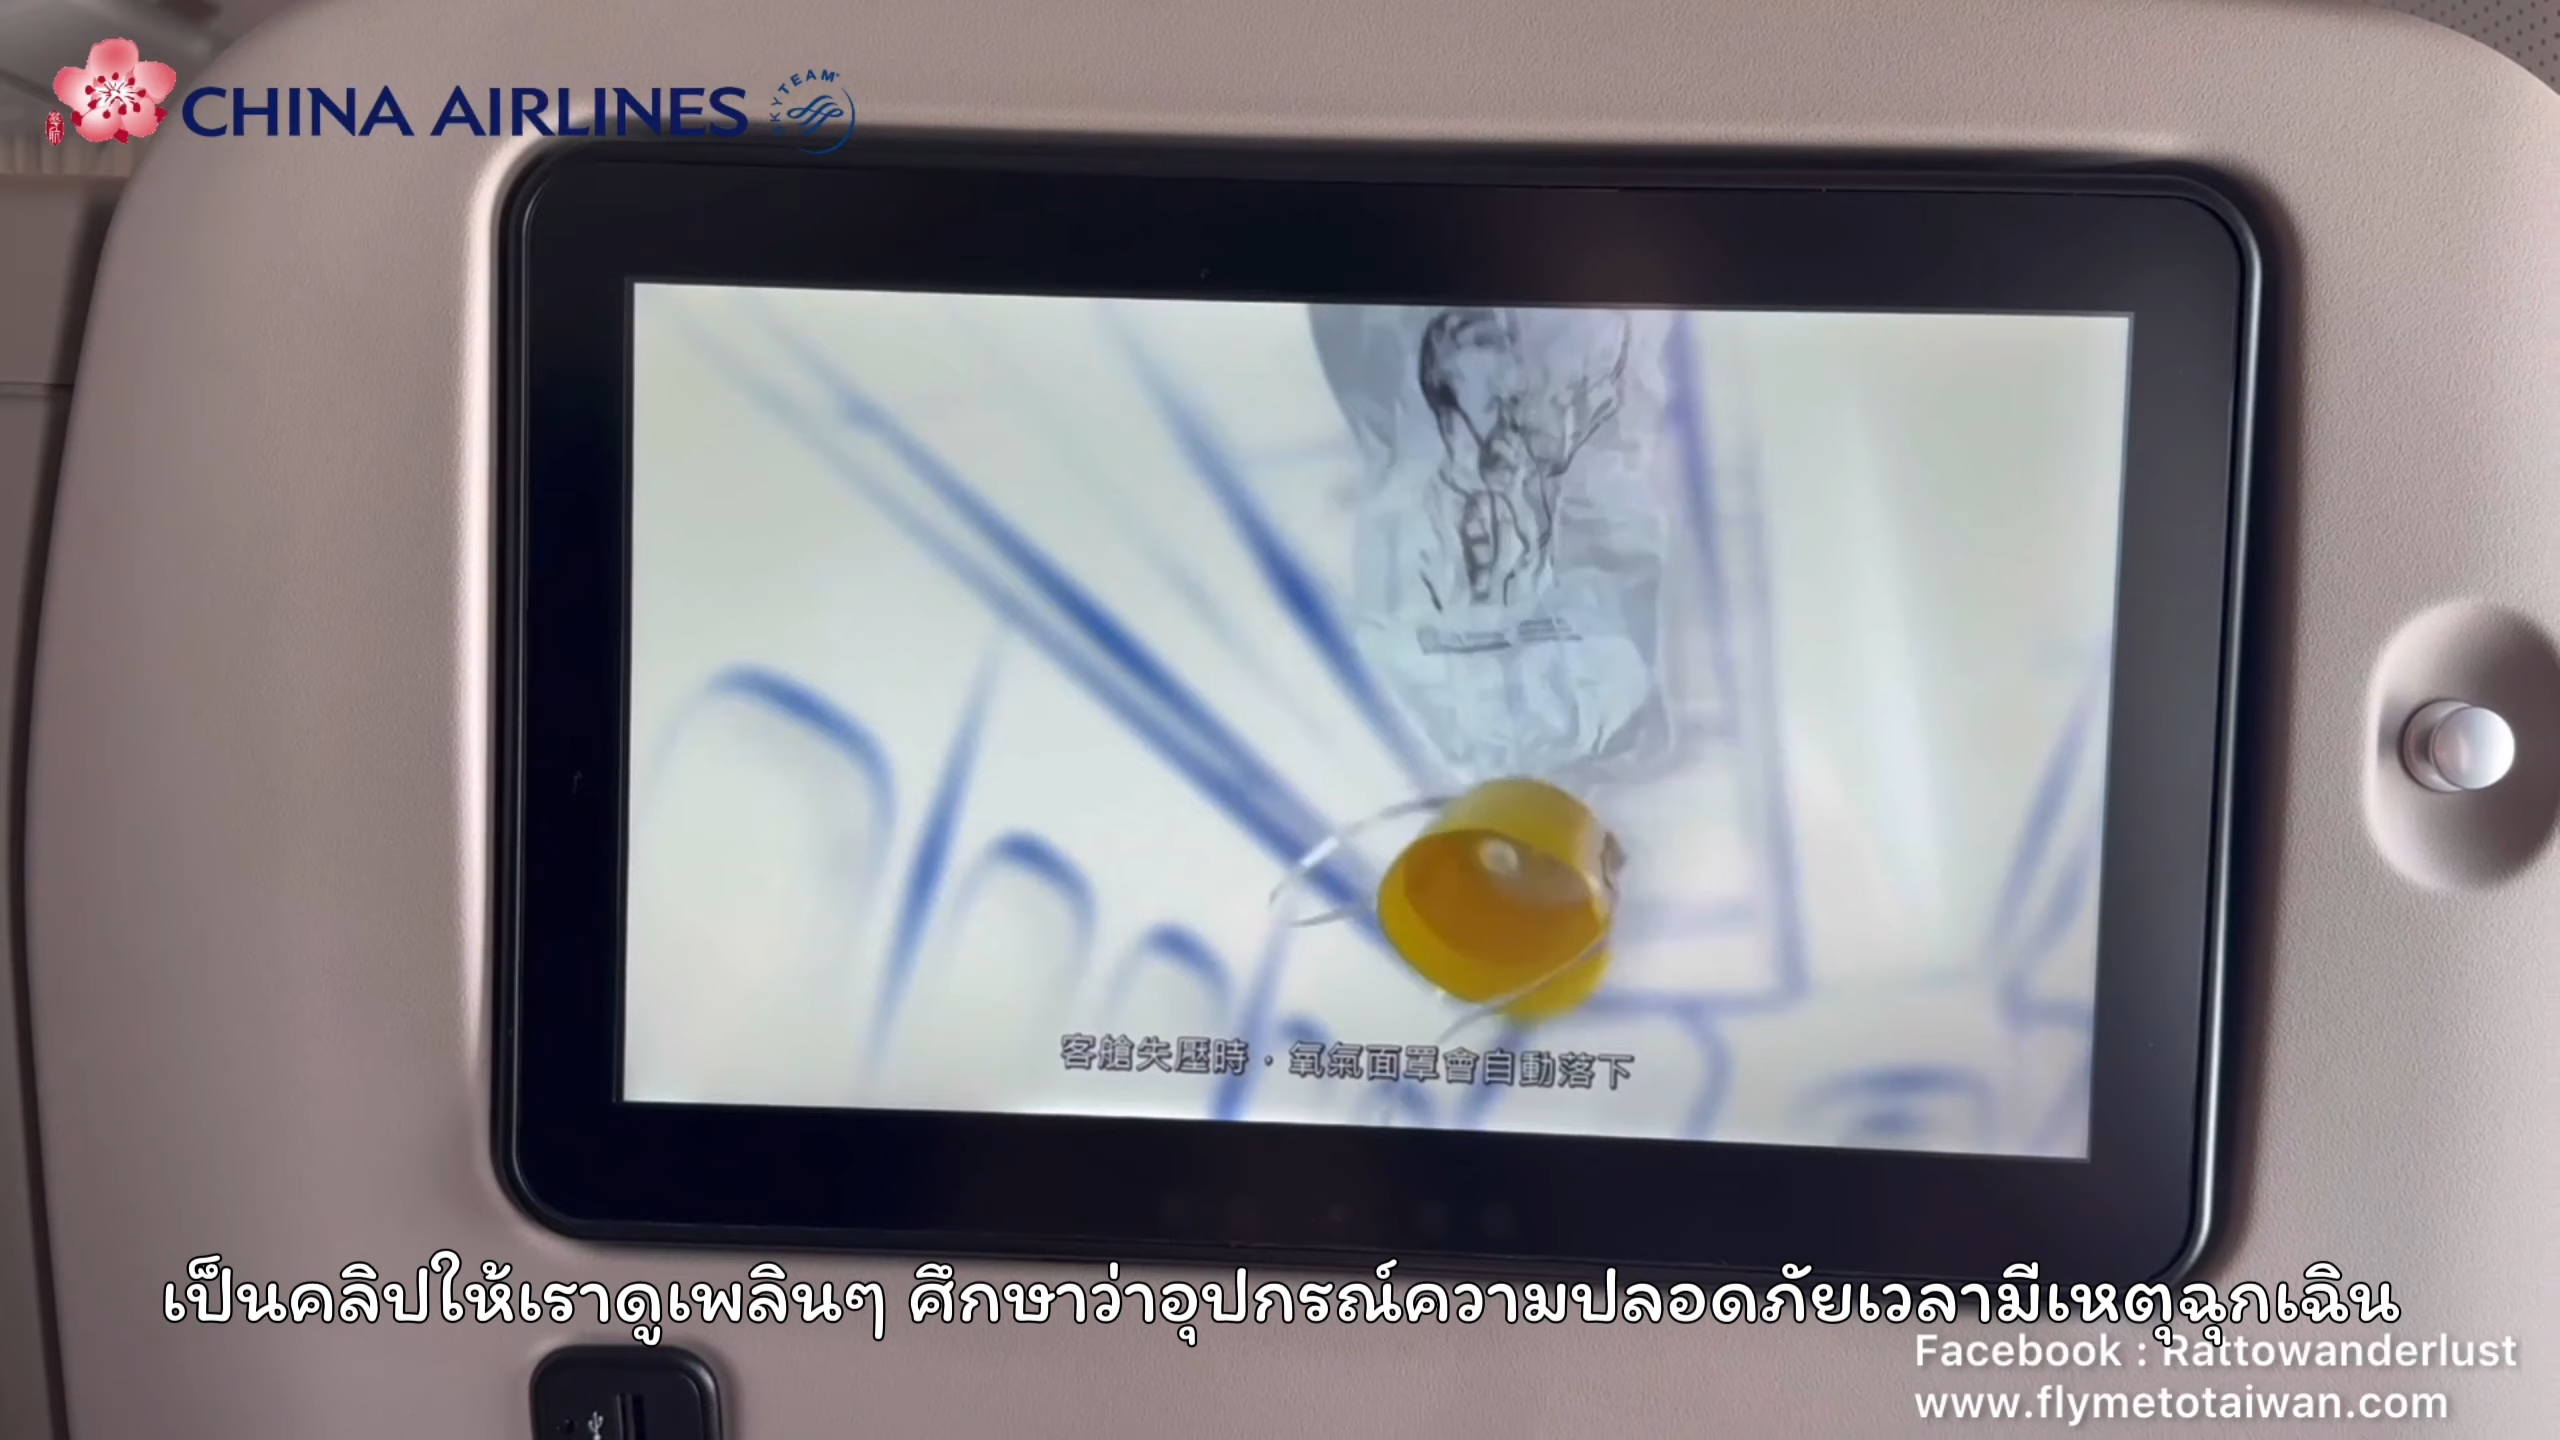 CHINA AIRLINES
SKYTEAM
客艙失壓時，氧氣面罩會自動落下
เป็นคลิปให้เราดูเพลินๆ ศึกษาว่าอุปกรณ์ความปลอดภัยเวลามีเหตุฉุกเฉิน
Facebook : Rattowanderlust
www.flymetotaiwan.com